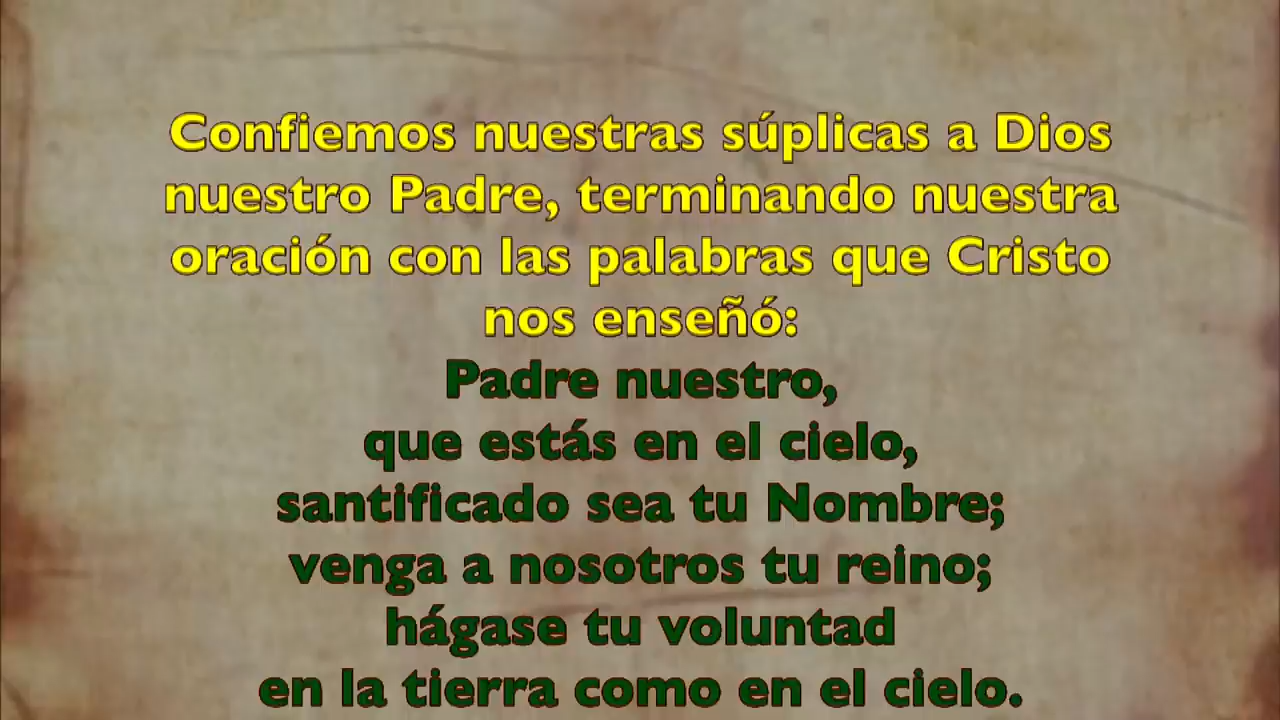 Confiemos nuestras súplicas a Dios
nuestro Padre, terminando nuestra
oración con las palabras que Cristo
nos enseñó:
Padre nuestro,
que estás en el cielo,
santificado sea tu Nombre;
venga a nosotros tu reino;
hágase tu voluntad
en la tierra como en el cielo.